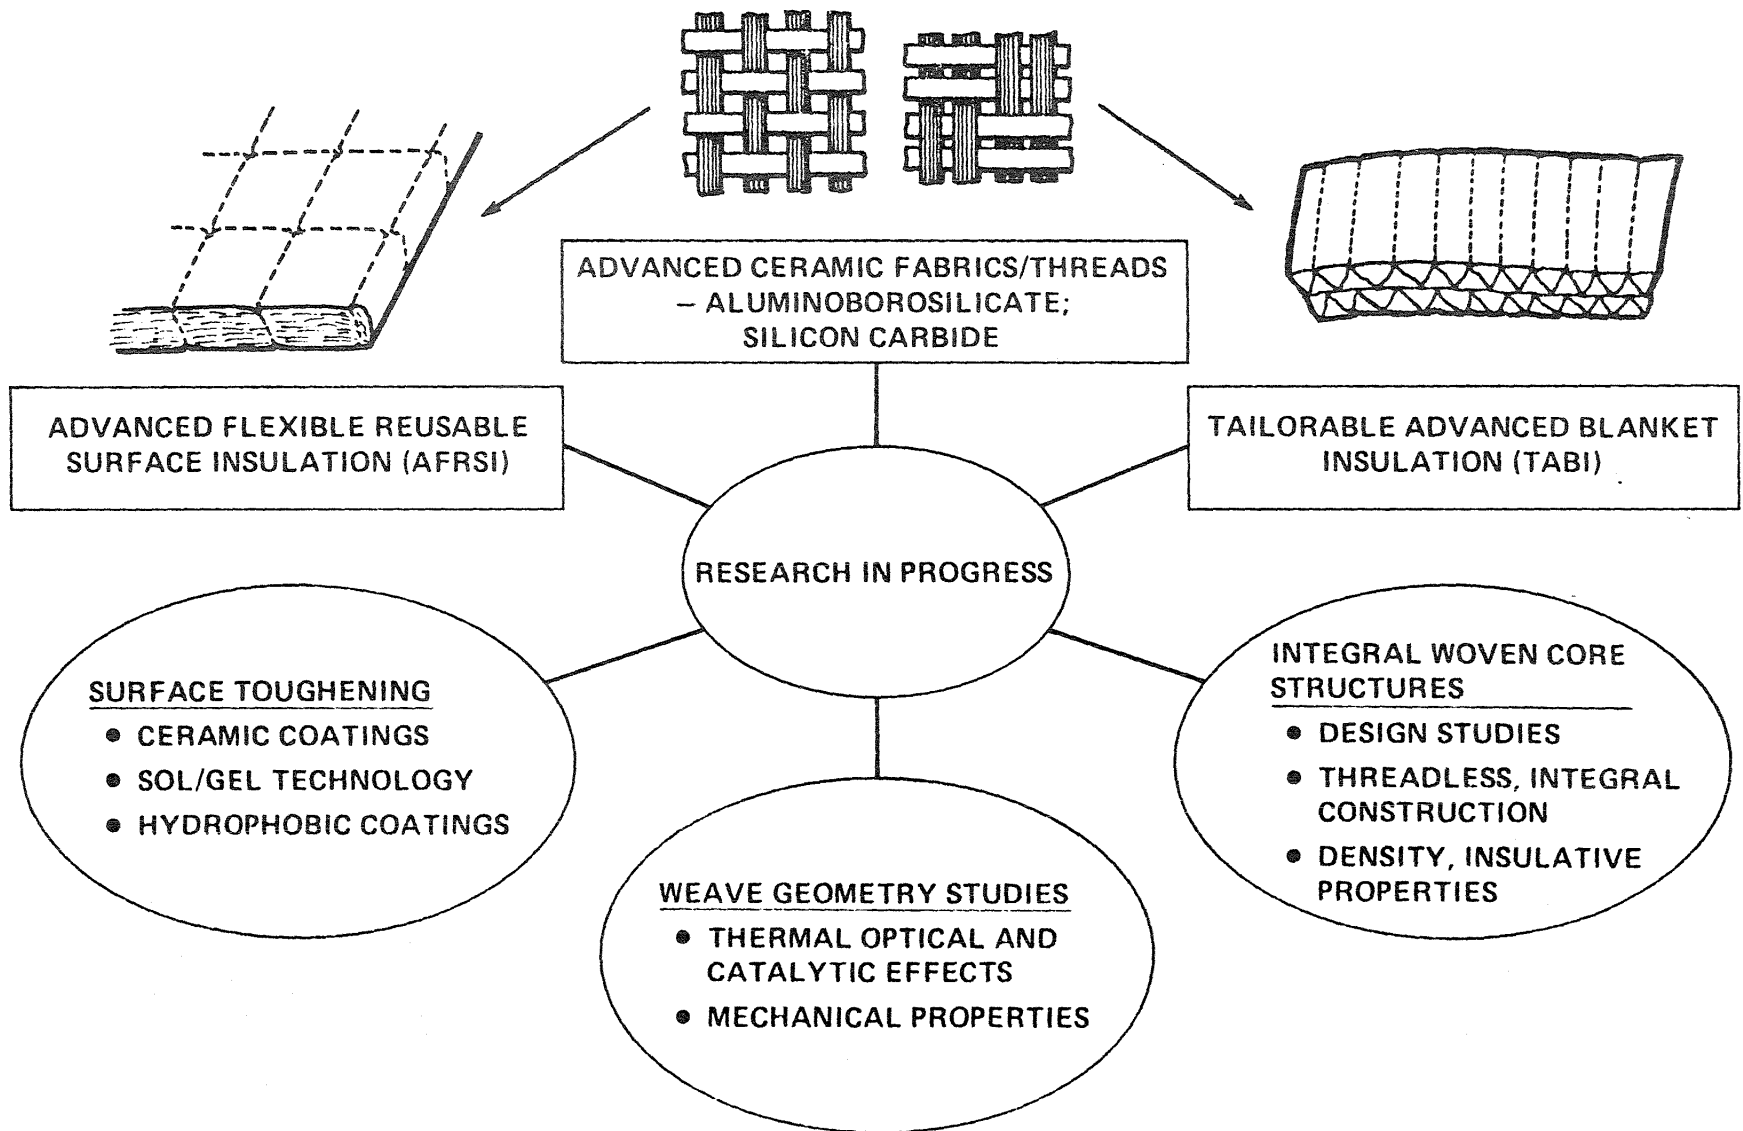 ADVANCED CERAMIC FABRICS/THREADS
– ALUMINOBOROSILICATE;
SILICON CARBIDE
ADVANCED FLEXIBLE REUSABLE
SURFACE INSULATION (AFRSI)
TAILORABLE ADVANCED BLANKET
INSULATION (TABI)
RESEARCH IN PROGRESS
SURFACE TOUGHENING
● CERAMIC COATINGS
● SOL/GEL TECHNOLOGY
● HYDROPHOBIC COATINGS
WEAVE GEOMETRY STUDIES
● THERMAL OPTICAL AND
CATALYTIC EFFECTS
● MECHANICAL PROPERTIES
INTEGRAL WOVEN CORE
STRUCTURES
● DESIGN STUDIES
● THREADLESS, INTEGRAL
CONSTRUCTION
● DENSITY, INSULATIVE
PROPERTIES